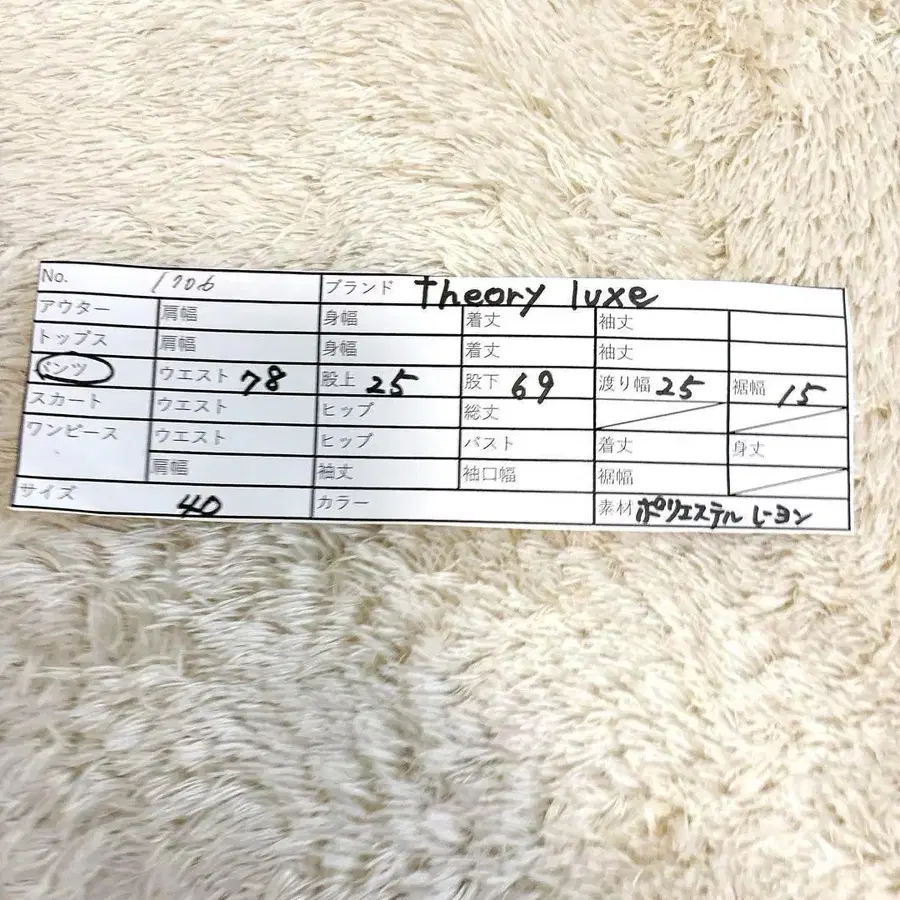 No. 1706 ブランド theory luxe
アウター 肩幅 身幅 着丈 袖丈
トップス 肩幅 身幅 着丈 袖丈
パンツ ウエスト 78 股上 25 股下 69 渡り幅 25 裾幅 15
スカート ウエスト ヒップ 総丈
ワンピース ウエスト ヒップ バスト 着丈 身丈
肩幅 袖丈 袖口幅 裾幅
サイズ 40 カラー 素材 ポリエステル レーヨン